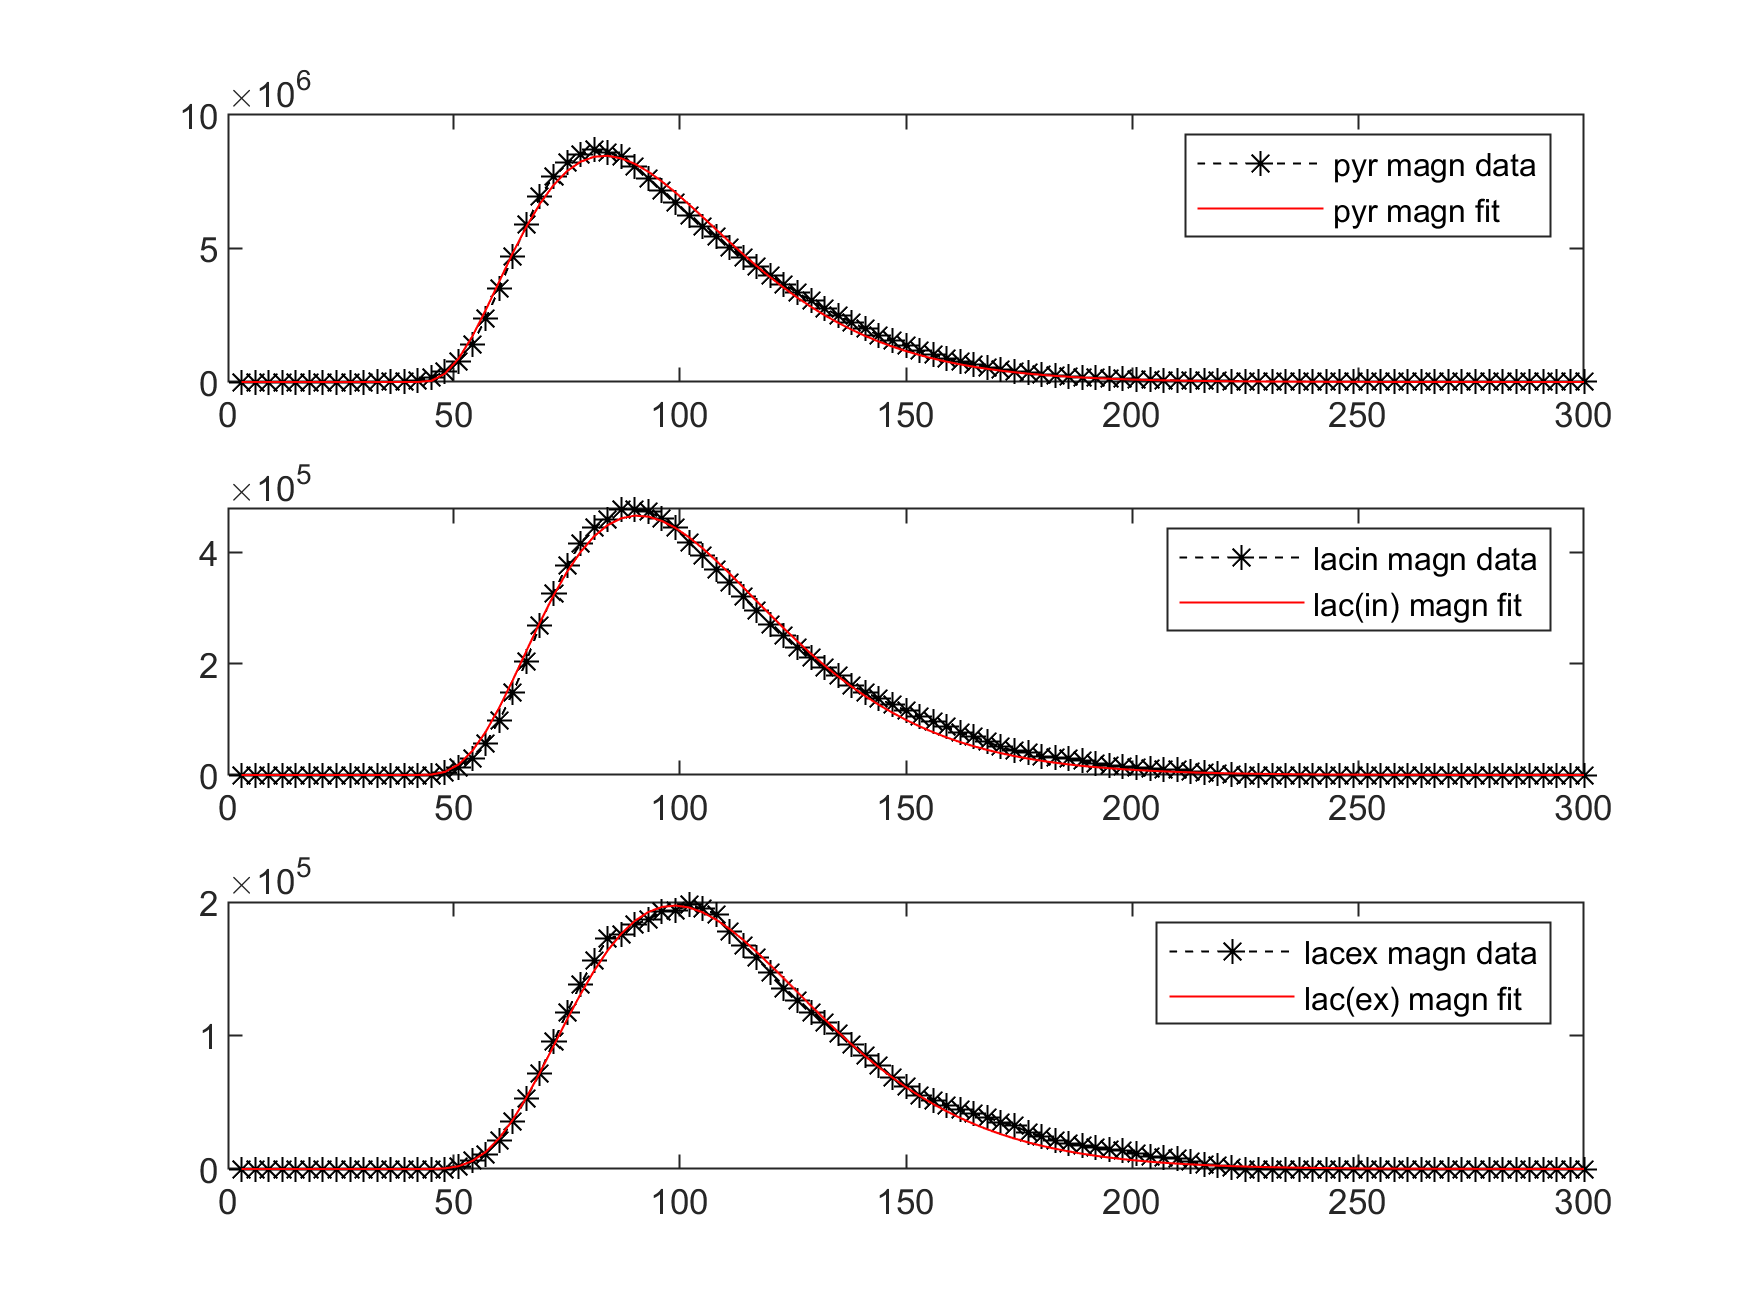 ×10^6
10
5
0
0 50 100 150 200 250 300
pyr magn data
pyr magn fit
×10^5
4
2
0
0 50 100 150 200 250 300
lacin magn data
lac(in) magn fit
×10^5
2
1
0
0 50 100 150 200 250 300
lacex magn data
lac(ex) magn fit